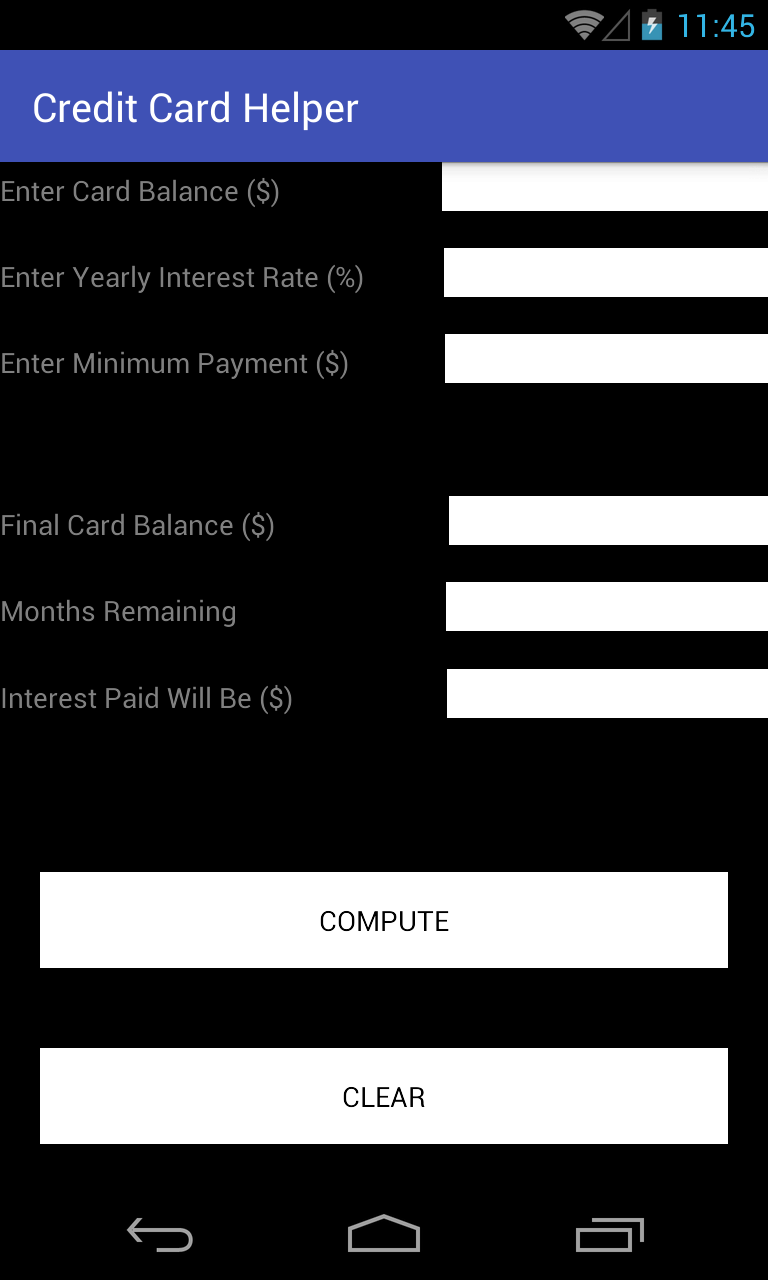 11:45
Credit Card Helper
Enter Card Balance ($)
Enter Yearly Interest Rate (%)
Enter Minimum Payment ($)
Final Card Balance ($)
Months Remaining
Interest Paid Will Be ($)
COMPUTE
CLEAR